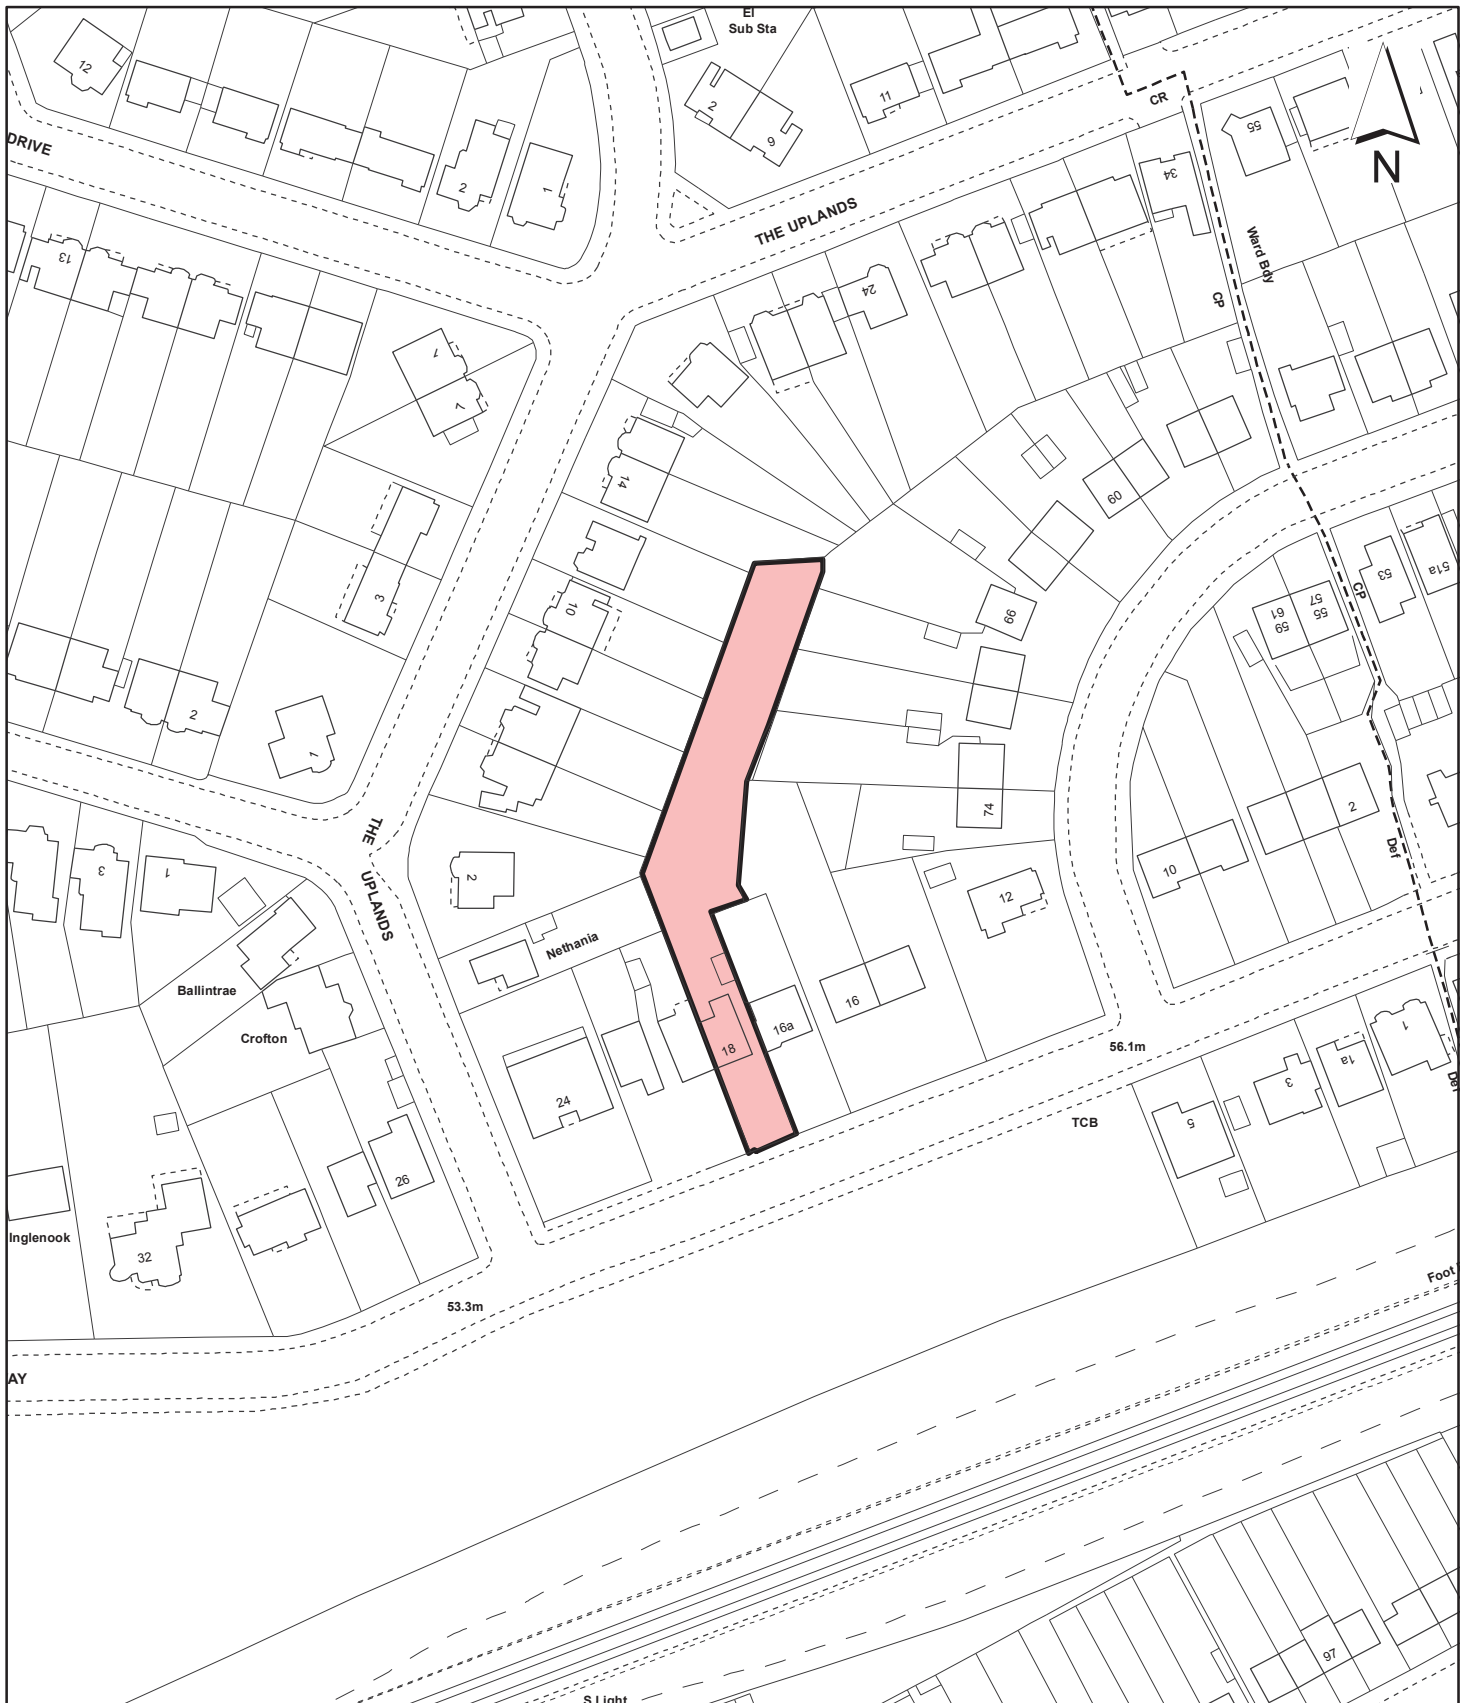 El
Sub Sta
12
2
9
11
CR
55
N
DRIVE
2
1
34
THE UPLANDS
Ward Bdy
CP
13
24
7
7
14
60
3
10
66
CP
53
51a
55
57
59
61
2
1
2
74
THE UPLANDS
2
10
Def
3
1
12
Nethania
Ballintrae
Crofton
16
16a
18
24
56.1m
1
1a
3
5
Def
TCB
26
Inglenook
32
53.3m
Foot
AY
97
S Light